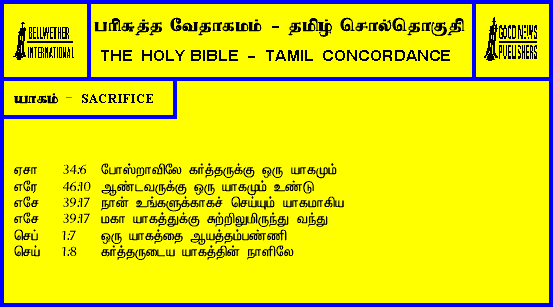 BELLWETHER
INTERNATIONAL
பரிசுத்த வேதாகமம் - தமிழ் சொல்தொகுதி
THE HOLY BIBLE - TAMIL CONCORDANCE
GOOD NEWS
PUBLISHERS
யாகம் - SACRIFICE
ஏசா 34:6 போஸ்றாவிலே கர்த்தருக்கு ஒரு யாகமும்
எரே 46:10 ஆண்டவருக்கு ஒரு யாகமும் உண்டு
எசே 39:17 நான் உங்களுக்காகச் செய்யும் யாகமாகிய
எசே 39:17 மகா யாகத்துக்கு சுற்றிலுமிருந்து வந்து
செப் 1:7 ஒரு யாகத்தை ஆயத்தம்பண்ணி
செய் 1:8 கர்த்தருடைய யாகத்தின் நாளிலே